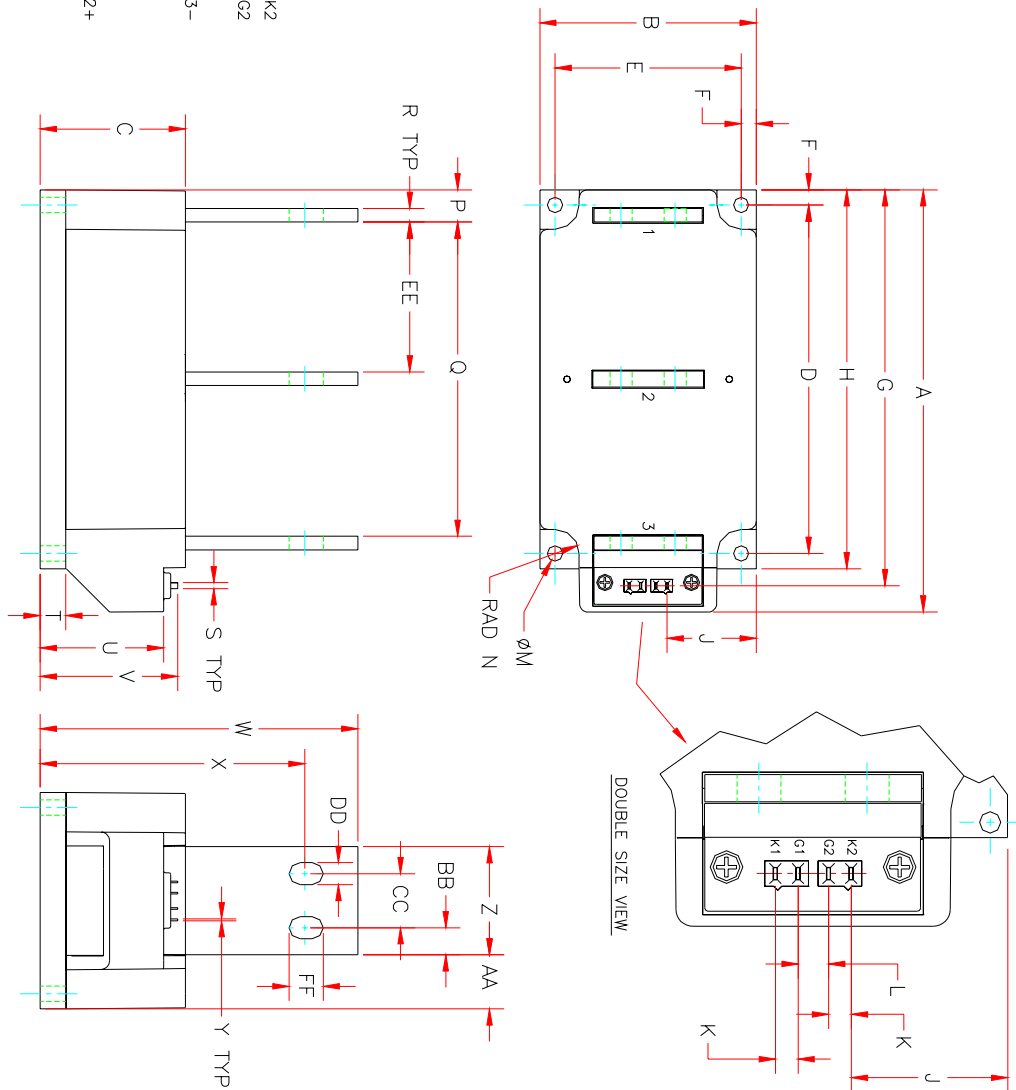 K2
G2
3-
2+
B
E
F
F
D
H
G
A
1
2
3
J
RAD N
ØM
C
R TYP
P
EE
Q
T
U
V
S TYP
K1
G1
G2
K2
DOUBLE SIZE VIEW
L
K
K
J
W
X
DD
CC
BB
Z
AA
FF
Y TYP